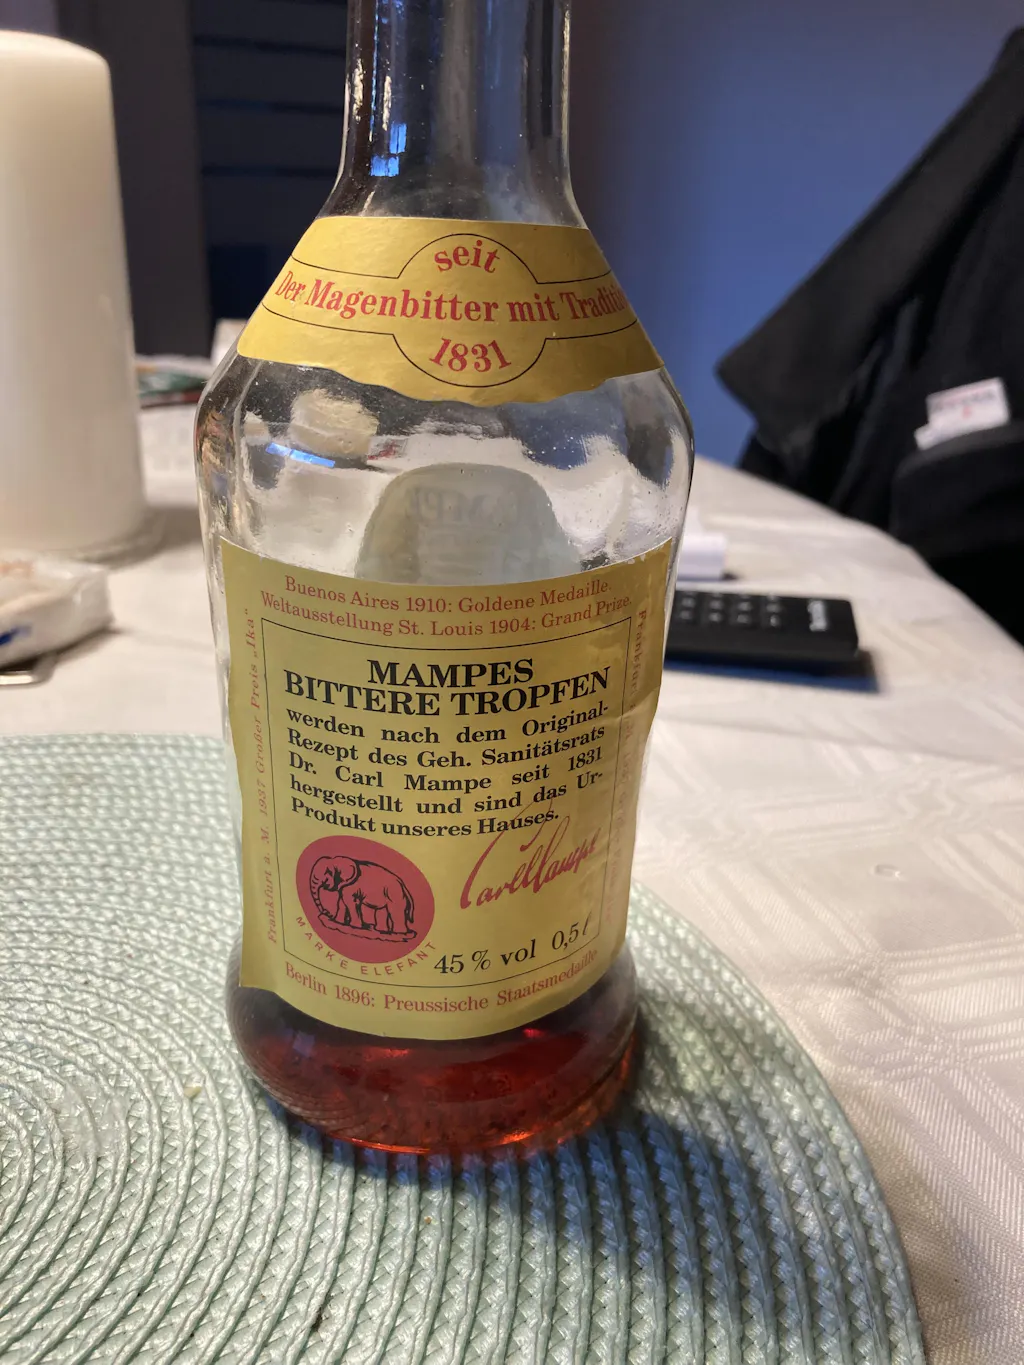 seit
Der Magenbitter mit Traditi
1831
Buenos Aires 1910: Goldene Medaille.
Weltausstellung St. Louis 1904: Grand Prize.
Frankfurt a. M. 1937 Großer Preis „Ika“
MAMPES
BITTERE TROPFEN
werden nach dem Original-
Rezept des Geh. Sanitätsrats
Dr. Carl Mampe seit 1831
hergestellt und sind das Ur-
Produkt unseres Hauses.
Carl Mampe
MARKE ELEFANT
45 % vol 0,5 l
Berlin 1896: Preussische Staatsmedaille